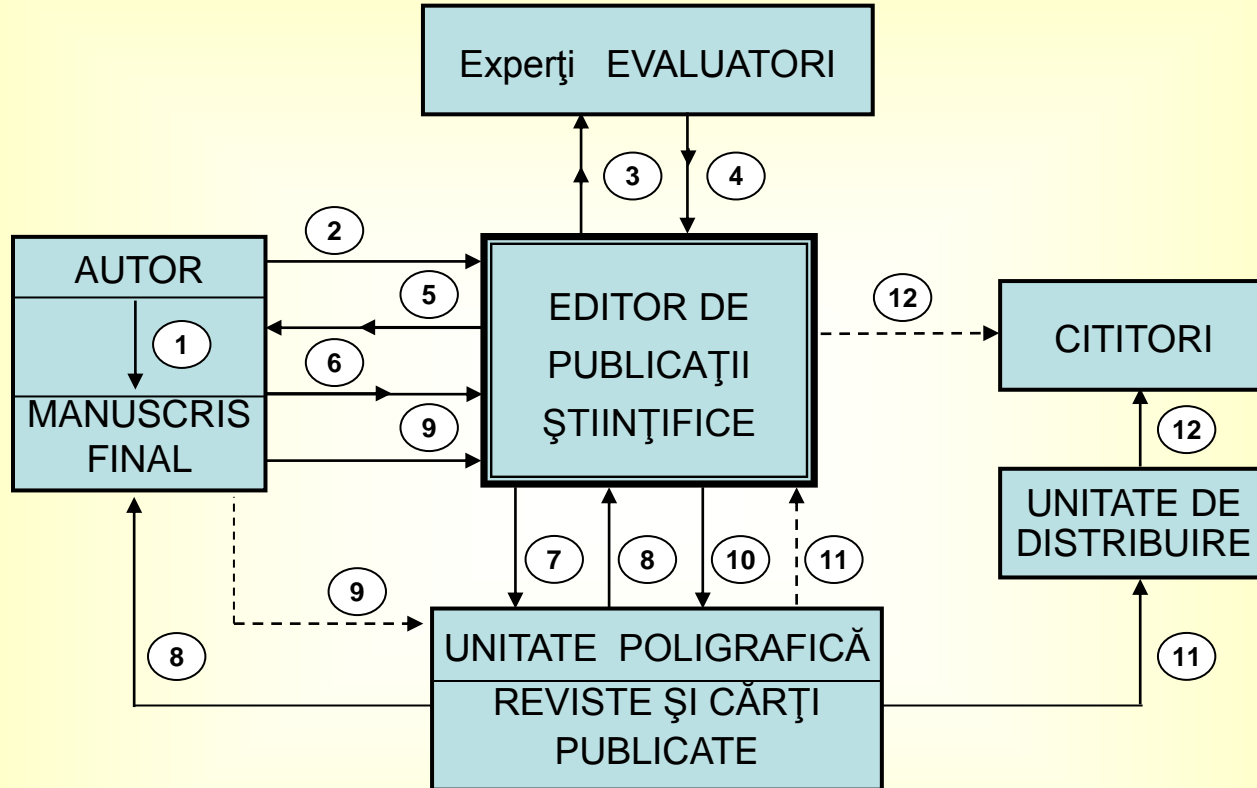 Experţi EVALUATORI
3
4
2
AUTOR
5
12
EDITOR DE
PUBLICAŢII
ŞTIINŢIFICE
CITITORI
1
6
MANUSCRIS
FINAL
9
12
UNITATE DE
DISTRIBUIRE
7
8
10
11
9
UNITATE POLIGRAFICĂ
8
11
REVISTE ŞI CĂRŢI
PUBLICATE